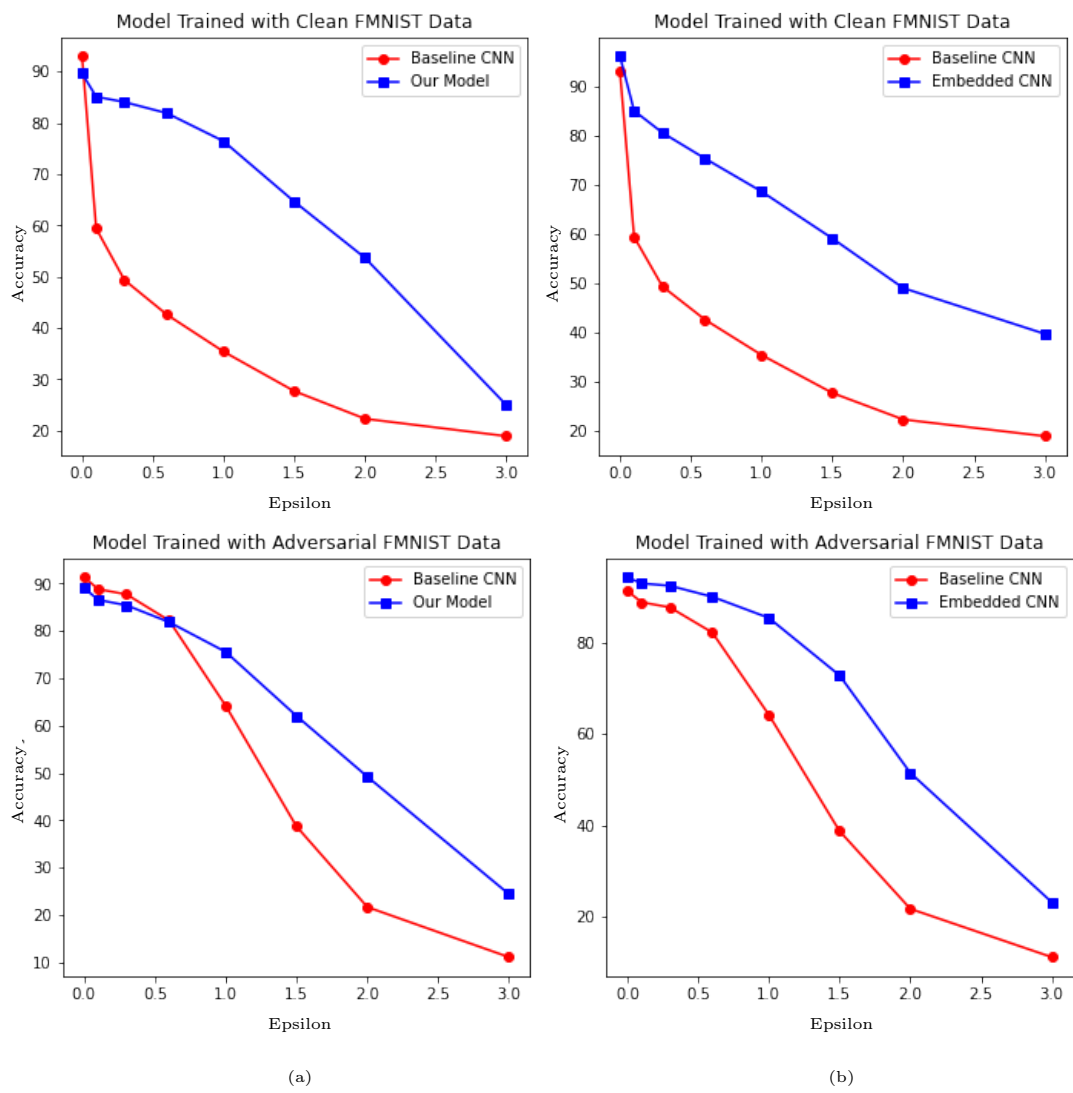 Model Trained with Clean FMNIST Data
Baseline CNN
Our Model
Accuracy
90
80
70
60
50
40
30
20
0.0 0.5 1.0 1.5 2.0 2.5 3.0
Epsilon
Model Trained with Clean FMNIST Data
Baseline CNN
Embedded CNN
Accuracy
90
80
70
60
50
40
30
20
0.0 0.5 1.0 1.5 2.0 2.5 3.0
Epsilon
Model Trained with Adversarial FMNIST Data
Baseline CNN
Our Model
Accuracy
90
80
70
60
50
40
30
20
10
0.0 0.5 1.0 1.5 2.0 2.5 3.0
Epsilon
(a)
Model Trained with Adversarial FMNIST Data
Baseline CNN
Embedded CNN
Accuracy
80
60
40
20
0.0 0.5 1.0 1.5 2.0 2.5 3.0
Epsilon
(b)